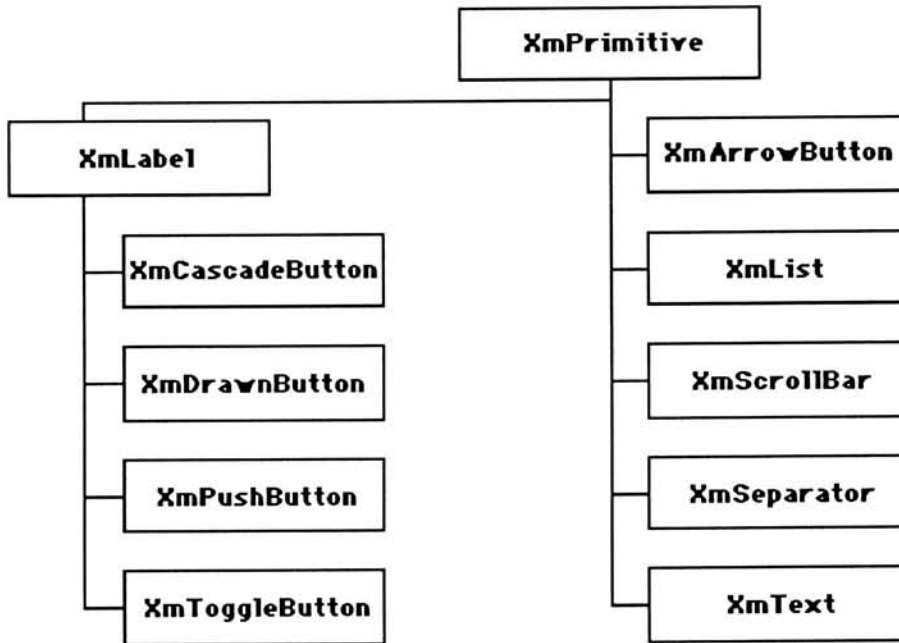 XmPrimitive
XmLabel
XmArrowButton
XmCascadeButton
XmList
XmDrawnButton
XmScrollBar
XmPushButton
XmSeparator
XmToggleButton
XmText